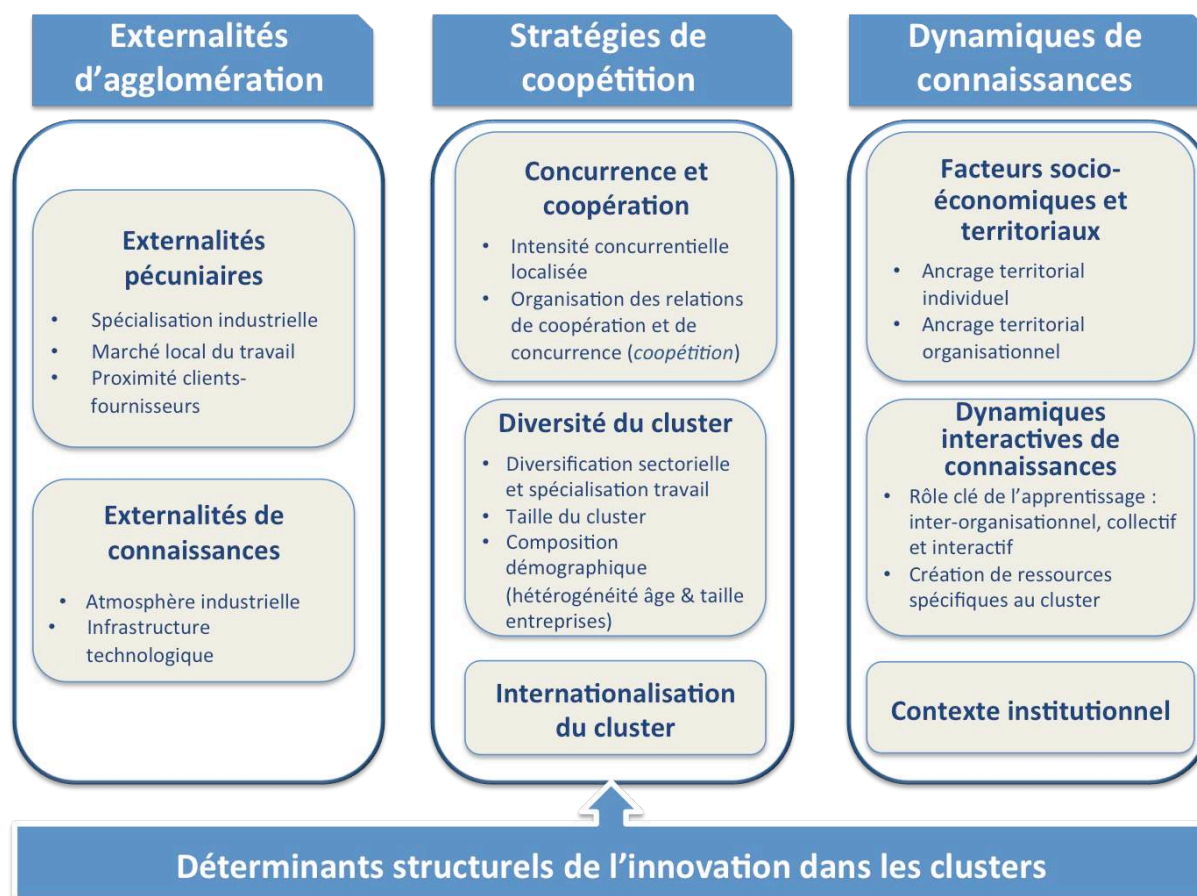 Externalités
d'agglomération
Externalités
pécuniaires
• Spécialisation industrielle
• Marché local du travail
• Proximité clients-
fournisseurs
Externalités de
connaissances
• Atmosphère industrielle
• Infrastructure
technologique
Stratégies de
coopétition
Concurrence et
coopération
• Intensité concurrentielle
localisée
• Organisation des relations
de coopération et de
concurrence (coopétition)
Diversité du cluster
• Diversification sectorielle
et spécialisation travail
• Taille du cluster
• Composition
démographique
(hétérogénéité âge & taille
entreprises)
Internationalisation
du cluster
Dynamiques de
connaissances
Facteurs socio-
économiques et
territoriaux
• Ancrage territorial
individuel
• Ancrage territorial
organisationnel
Dynamiques
interactives de
connaissances
• Rôle clé de l'apprentissage :
inter-organisationnel, collectif
et interactif
• Création de ressources
spécifiques au cluster
Contexte institutionnel
Déterminants structurels de l'innovation dans les clusters